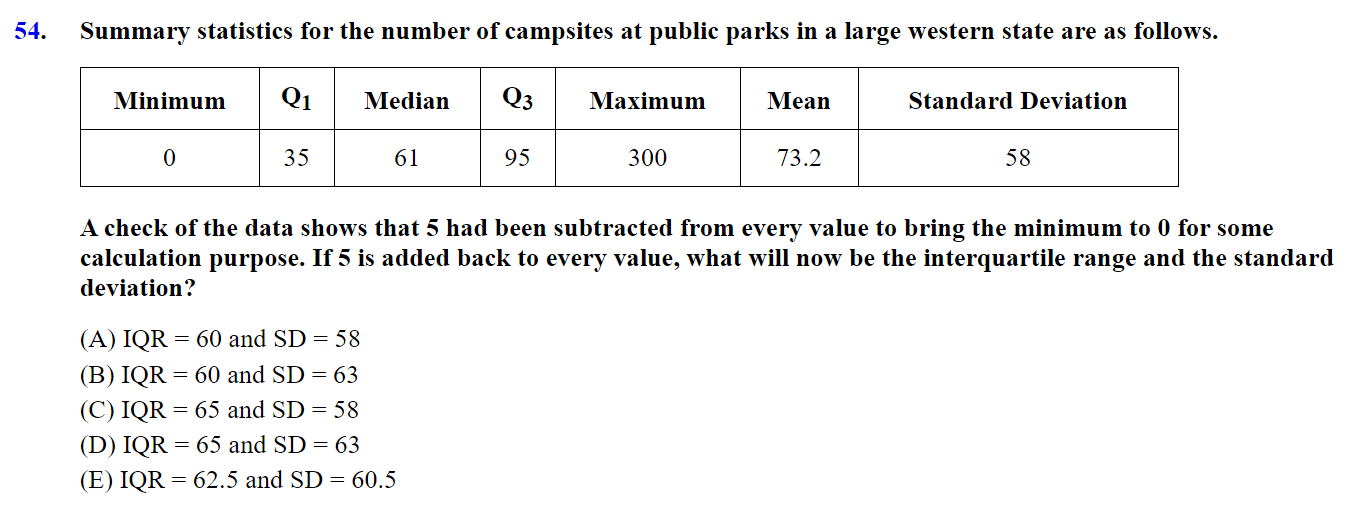 54. Summary statistics for the number of campsites at public parks in a large western state are as follows.
Minimum Q1 Median Q3 Maximum Mean Standard Deviation
0 35 61 95 300 73.2 58
A check of the data shows that 5 had been subtracted from every value to bring the minimum to 0 for some
calculation purpose. If 5 is added back to every value, what will now be the interquartile range and the standard
deviation?
(A) IQR = 60 and SD = 58
(B) IQR = 60 and SD = 63
(C) IQR = 65 and SD = 58
(D) IQR = 65 and SD = 63
(E) IQR = 62.5 and SD = 60.5